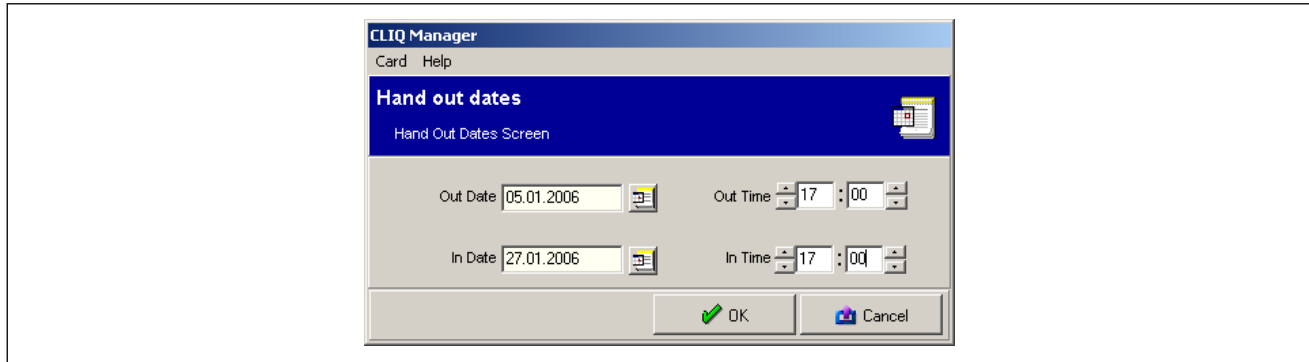 CLIQ Manager
Card Help
Hand out dates
Hand Out Dates Screen
Out Date 05.01.2006 Out Time 17 : 00
In Date 27.01.2006 In Time 17 : 00
OK Cancel